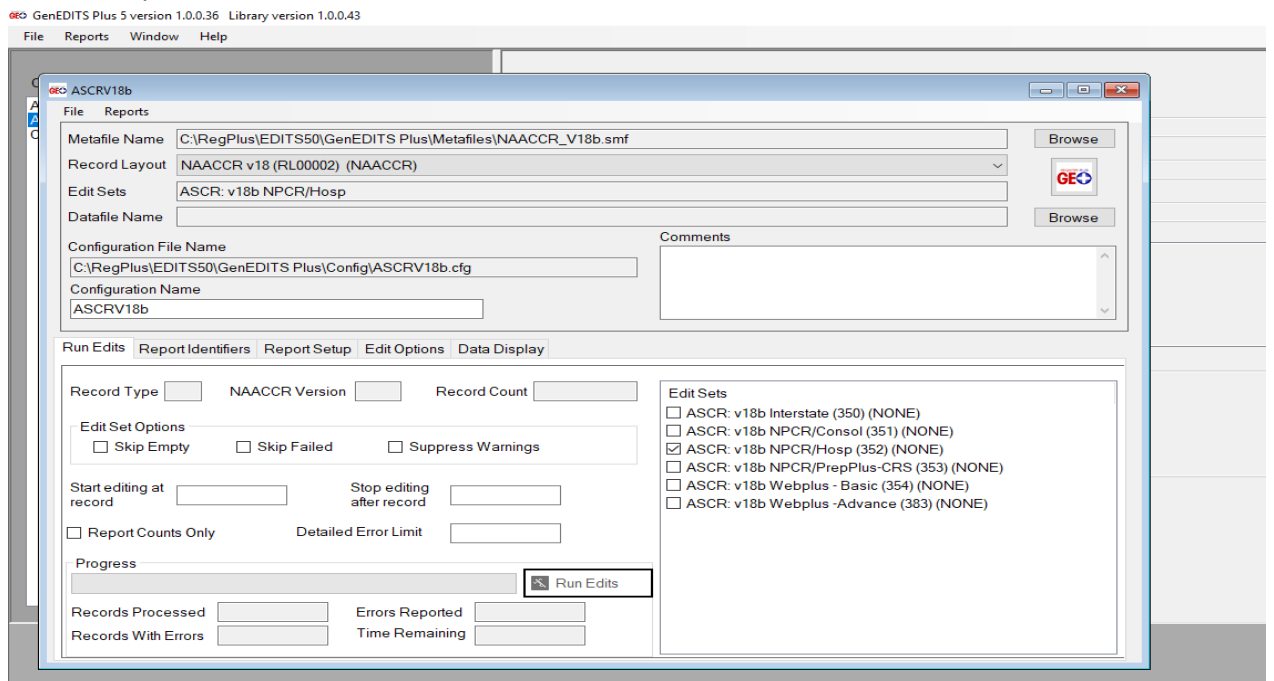 GenEDITS Plus 5 version 1.0.0.36 Library version 1.0.0.43
File Reports Window Help
GEO ASCRV18b
File Reports
Metafile Name C:\RegPlus\EDITS50\GenEDITS Plus\Metafiles\NAACCR_V18b.smf Browse
Record Layout NAACCR v18 (RL00002) (NAACCR)
GEO
Edit Sets ASCR: v18b NPCR/Hosp
Datafile Name Browse
Configuration File Name
C:\RegPlus\EDITS50\GenEDITS Plus\Config\ASCRV18b.cfg
Configuration Name
ASCRV18b
Comments
Run Edits Report Identifiers Report Setup Edit Options Data Display
Record Type NAACCR Version Record Count
Edit Set Options
Skip Empty Skip Failed Suppress Warnings
Start editing at record
Stop editing after record
Report Counts Only Detailed Error Limit
Progress
Run Edits
Records Processed Errors Reported
Records With Errors Time Remaining
Edit Sets
ASCR: v18b Interstate (350) (NONE)
ASCR: v18b NPCR/Consol (351) (NONE)
ASCR: v18b NPCR/Hosp (352) (NONE)
ASCR: v18b NPCR/PrepPlus-CRS (353) (NONE)
ASCR: v18b Webplus - Basic (354) (NONE)
ASCR: v18b Webplus -Advance (383) (NONE)